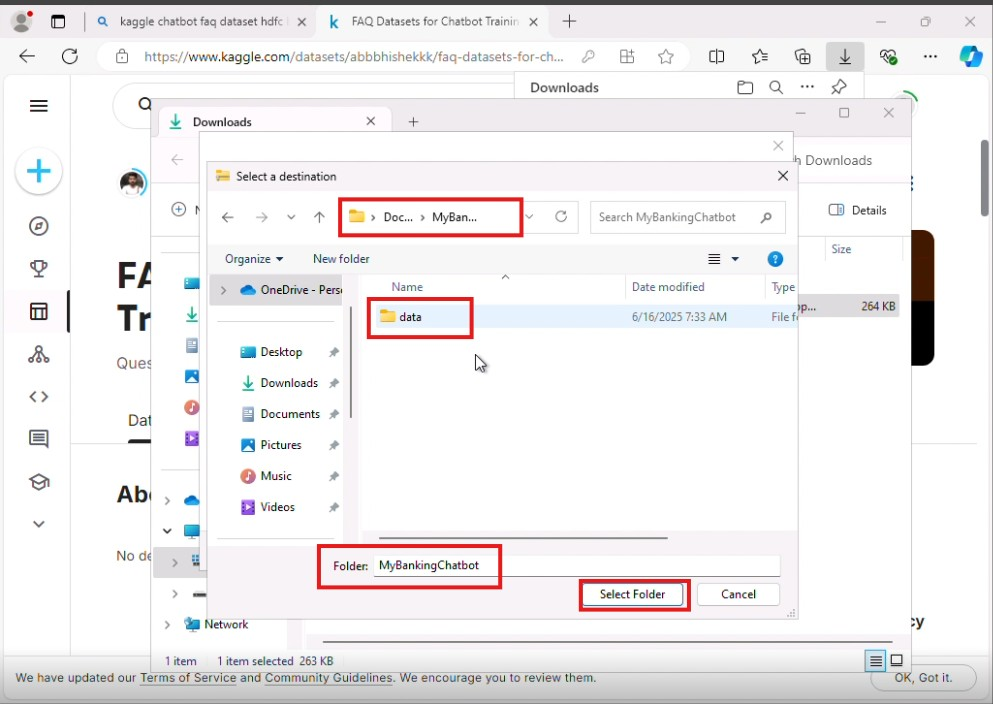 kaggle chatbot faq dataset hdfc
FAQ Datasets for Chatbot Trainin
https://www.kaggle.com/datasets/abbbhishekkk/faq-datasets-for-ch...
Downloads
Downloads
h Downloads
Select a destination
Doc... MyBan...
Search MyBankingChatbot
Details
Organize
New folder
Size
OneDrive - Pers
Name
Date modified
Type
data
6/16/2025 7:33 AM
File f
op...
264 KB
FA
Tr
Ques
Dat
Desktop
Downloads
Documents
Pictures
Music
Videos
Abo
No de
Folder: MyBankingChatbot
Select Folder
Cancel
Network
cy
1 item
1 item selected 263 KB
We have updated our Terms of Service and Community Guidelines. We encourage you to review them.
OK, Got it.